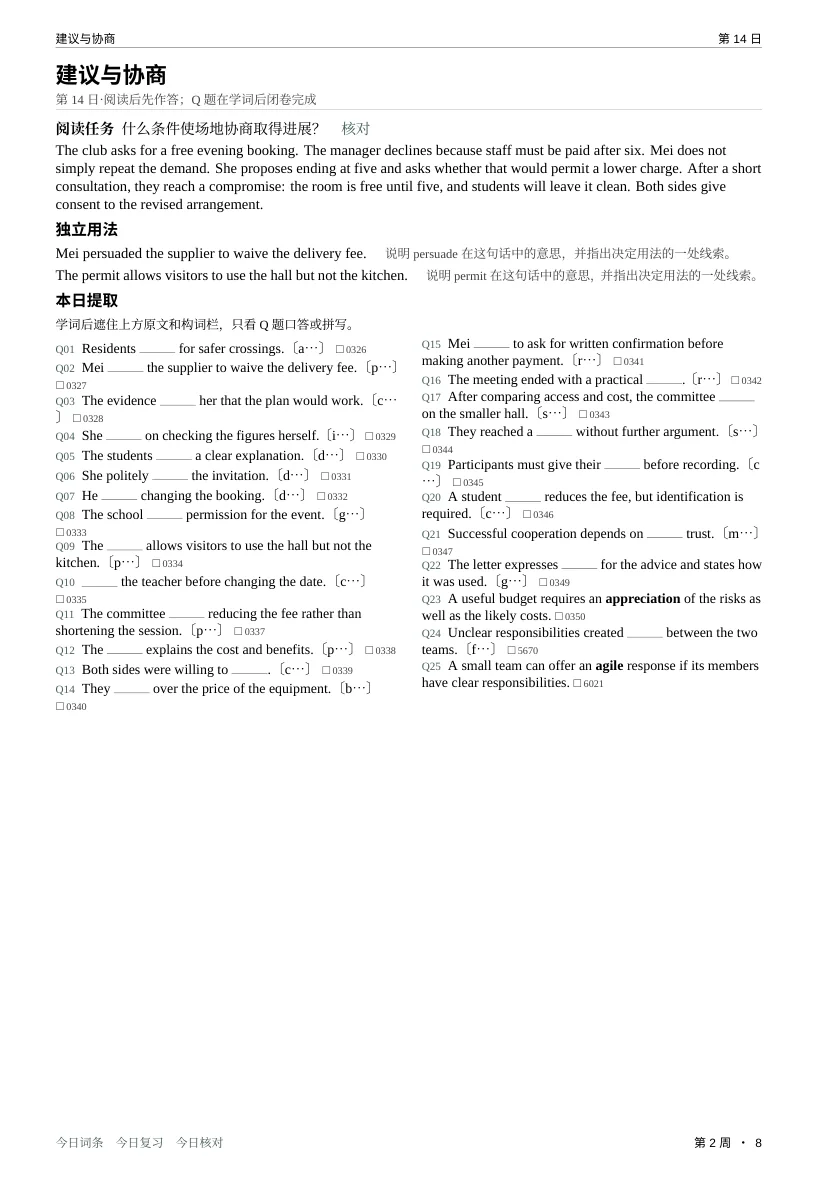 建议与协商
第 14 日
建议与协商
第 14 日·阅读后先作答；Q 题在学词后闭卷完成
阅读任务 什么条件使场地协商取得进展？ 核对
The club asks for a free evening booking. The manager declines because staff must be paid after six. Mei does not
simply repeat the demand. She proposes ending at five and asks whether that would permit a lower charge. After a short
consultation, they reach a compromise: the room is free until five, and students will leave it clean. Both sides give
consent to the revised arrangement.
独立用法
Mei persuaded the supplier to waive the delivery fee. 说明 persuade 在这句话中的意思，并指出决定用法的一处线索。
The permit allows visitors to use the hall but not the kitchen. 说明 permit 在这句话中的意思，并指出决定用法的一处线索。
本日提取
学词后遮住上方原文和构词栏，只看 Q 题口答或拼写。
Q01 Residents _____ for safer crossings.〔a…〕 □ 0326
Q02 Mei _____ the supplier to waive the delivery fee.〔p…〕
□ 0327
Q03 The evidence _____ her that the plan would work.〔c…
〕 □ 0328
Q04 She _____ on checking the figures herself.〔i…〕 □ 0329
Q05 The students _____ a clear explanation.〔d…〕 □ 0330
Q06 She politely _____ the invitation.〔d…〕 □ 0331
Q07 He _____ changing the booking.〔d…〕 □ 0332
Q08 The school _____ permission for the event.〔g…〕
□ 0333
Q09 The _____ allows visitors to use the hall but not the
kitchen.〔p…〕 □ 0334
Q10 _____ the teacher before changing the date.〔c…〕
□ 0335
Q11 The committee _____ reducing the fee rather than
shortening the session.〔p…〕 □ 0337
Q12 The _____ explains the cost and benefits.〔p…〕 □ 0338
Q13 Both sides were willing to _____.〔c…〕 □ 0339
Q14 They _____ over the price of the equipment.〔b…〕
□ 0340
Q15 Mei _____ to ask for written confirmation before
making another payment.〔r…〕 □ 0341
Q16 The meeting ended with a practical _____.〔r…〕 □ 0342
Q17 After comparing access and cost, the committee _____
on the smaller hall.〔s…〕 □ 0343
Q18 They reached a _____ without further argument.〔s…〕
□ 0344
Q19 Participants must give their _____ before recording.〔c
…〕 □ 0345
Q20 A student _____ reduces the fee, but identification is
required.〔c…〕 □ 0346
Q21 Successful cooperation depends on _____ trust.〔m…〕
□ 0347
Q22 The letter expresses _____ for the advice and states how
it was used.〔g…〕 □ 0349
Q23 A useful budget requires an appreciation of the risks as
well as the likely costs. □ 0350
Q24 Unclear responsibilities created _____ between the two
teams.〔f…〕 □ 5670
Q25 A small team can offer an agile response if its members
have clear responsibilities. □ 6021
今日词条 今日复习 今日核对
第 2 周 · 8